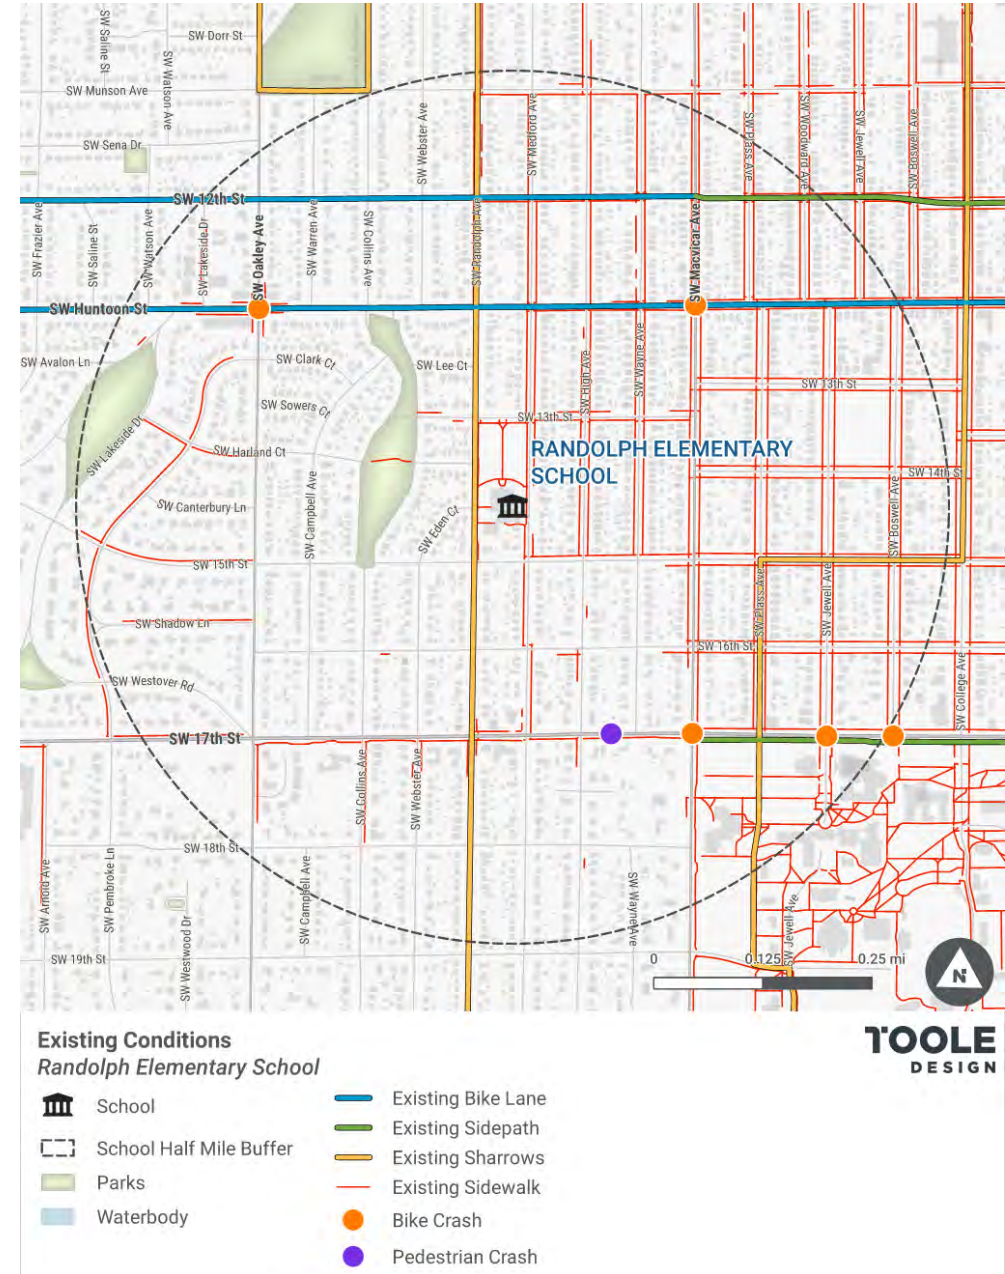 SW Saline St
SW Dorr St
SW Watson Ave
SW Munson Ave
SW Sena Dr
SW Webster Ave
SW Medford Ave
SW Plass Ave
SW Woodward Ave
SW Jewell Ave
SW Boswell Ave
SW 12th St
SW Frazier Ave
SW Saline St
SW Watson Ave
SW Lakeside Dr
SW Oakley Ave
SW Warren Ave
SW Collins Ave
SW Randolph Ave
SW Macvicar Ave
SW Huntoon St
SW Avalon Ln
SW Clark Ct
SW Lee Ct
SW High Ave
SW Wayne Ave
SW 13th St
SW Sowers Ct
SW 13th St
SW Lakeside Dr
SW Harland Ct
RANDOLPH ELEMENTARY
SCHOOL
SW 14th St
SW Canterbury Ln
SW Campbell Ave
SW Eden Ct
SW Boswell Ave
SW 15th St
SW Plass Ave
SW Jewell Ave
SW Shadow Ln
SW 16th St
SW Westover Rd
SW College Ave
SW 17th St
SW Collins Ave
SW Webster Ave
SW 18th St
SW Arnold Ave
SW Pembroke Ln
SW Campbell Ave
SW Wayne Ave
SW Jewell Ave
SW Westwood Dr
SW 19th St
0
0.125
0.25 mi
N
Existing Conditions
Randolph Elementary School
TOOLE
DESIGN
School
School Half Mile Buffer
Parks
Waterbody
Existing Bike Lane
Existing Sidepath
Existing Sharrows
Existing Sidewalk
Bike Crash
Pedestrian Crash